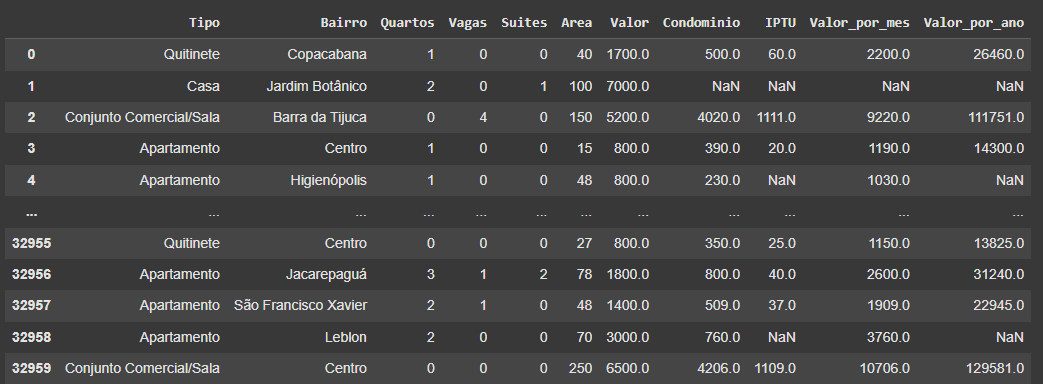 Tipo Bairro Quartos Vagas Suites Area Valor Condominio IPTU Valor_por_mes Valor_por_ano
0 Quitinete Copacabana 1 0 0 40 1700.0 500.0 60.0 2200.0 26460.0
1 Casa Jardim Botânico 2 0 1 100 7000.0 NaN NaN NaN NaN
2 Conjunto Comercial/Sala Barra da Tijuca 0 4 0 150 5200.0 4020.0 1111.0 9220.0 111751.0
3 Apartamento Centro 1 0 0 15 800.0 390.0 20.0 1190.0 14300.0
4 Apartamento Higienópolis 1 0 0 48 800.0 230.0 NaN 1030.0 NaN
... ... ... ... ... ... ... ... ... ... ... ...
32955 Quitinete Centro 0 0 0 27 800.0 350.0 25.0 1150.0 13825.0
32956 Apartamento Jacarepaguá 3 1 2 78 1800.0 800.0 40.0 2600.0 31240.0
32957 Apartamento São Francisco Xavier 2 1 0 48 1400.0 509.0 37.0 1909.0 22945.0
32958 Apartamento Leblon 2 0 0 70 3000.0 760.0 NaN 3760.0 NaN
32959 Conjunto Comercial/Sala Centro 0 0 0 250 6500.0 4206.0 1109.0 10706.0 129581.0